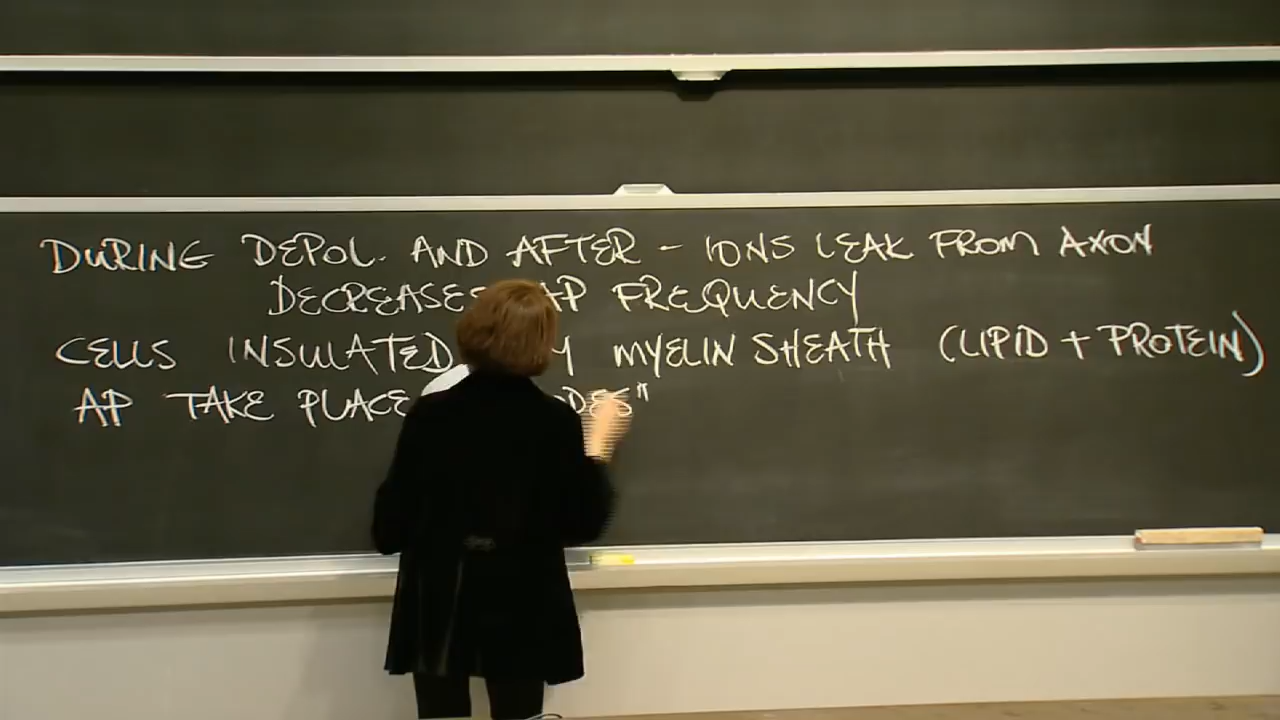 DURING DEPOL. AND AFTER - IONS LEAK FROM AXON
DECREASES AP FREQUENCY
CELLS INSULATED MYELIN SHEATH (LIPID + PROTEIN)
AP TAKE PLACE